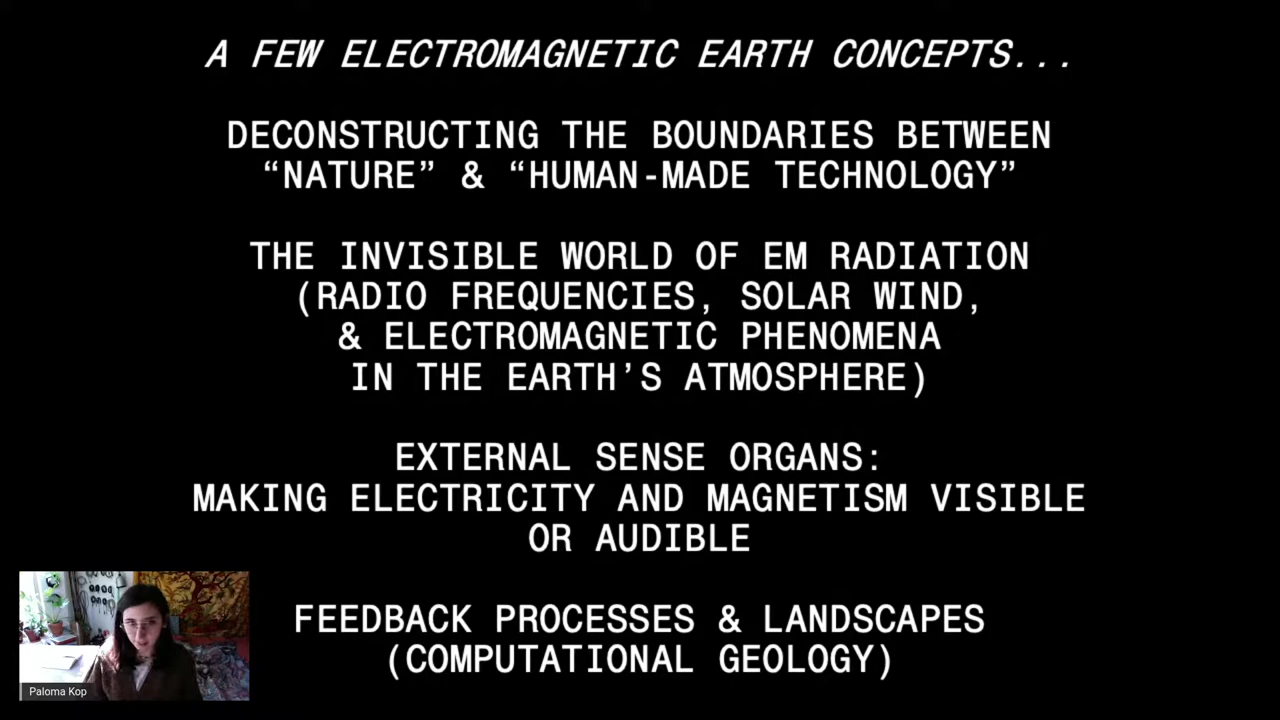 A FEW ELECTROMAGNETIC EARTH CONCEPTS...
DECONSTRUCTING THE BOUNDARIES BETWEEN
“NATURE” & “HUMAN-MADE TECHNOLOGY”
THE INVISIBLE WORLD OF EM RADIATION
(RADIO FREQUENCIES, SOLAR WIND,
& ELECTROMAGNETIC PHENOMENA
IN THE EARTH’S ATMOSPHERE)
EXTERNAL SENSE ORGANS:
MAKING ELECTRICITY AND MAGNETISM VISIBLE
OR AUDIBLE
FEEDBACK PROCESSES & LANDSCAPES
(COMPUTATIONAL GEOLOGY)
Paloma Kop